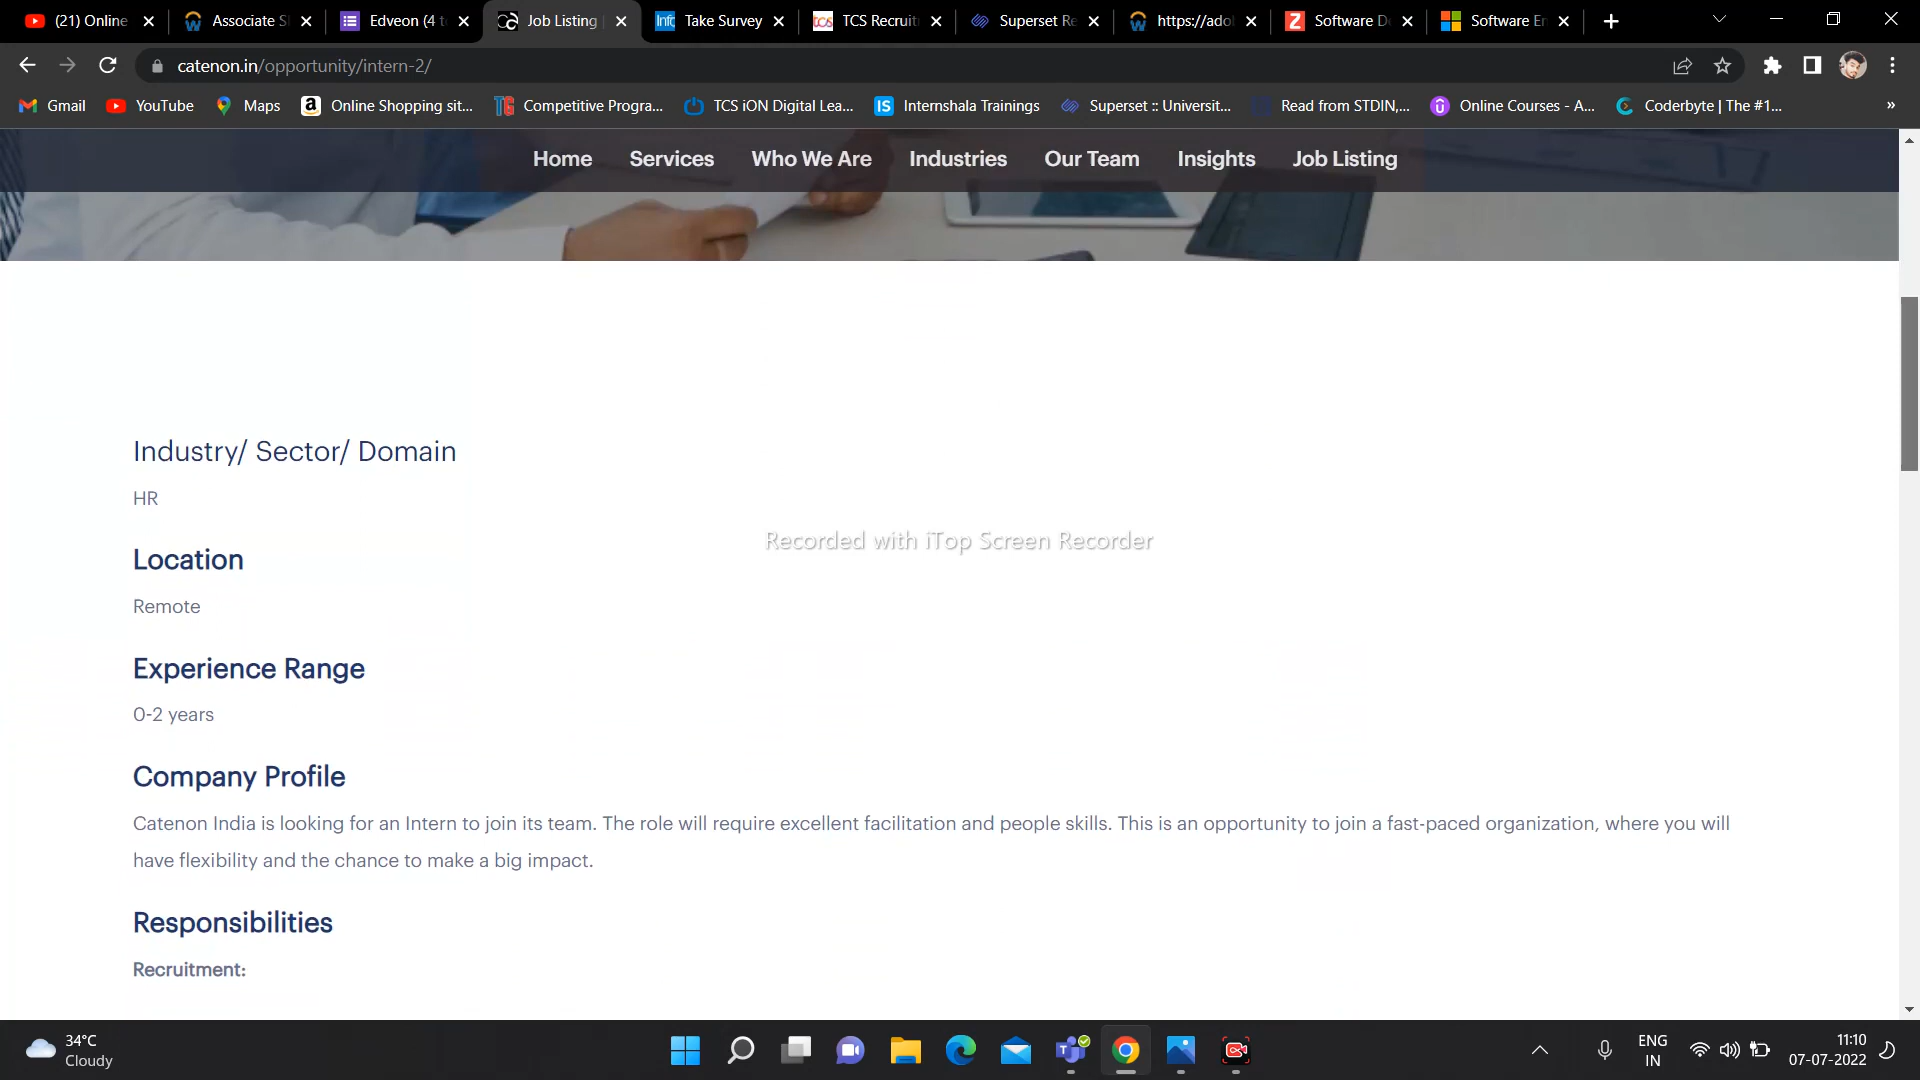 (21) Online
Associate S
Edveon (4 t
Job Listing
Take Survey
TCS Recruit
Superset Re
https://ado
Software D
Software En
catenon.in/opportunity/intern-2/
Gmail
YouTube
Maps
Online Shopping sit...
Competitive Progra...
TCS iON Digital Lea...
IS
Internshala Trainings
Superset :: Universit...
Read from STDIN,...
Online Courses - A...
Coderbyte | The #1...
»
Home
Services
Who We Are
Industries
Our Team
Insights
Job Listing
Industry/ Sector/ Domain
HR
Location
Remote
Recorded with iTop Screen Recorder
Experience Range
0-2 years
Company Profile
Catenon India is looking for an Intern to join its team. The role will require excellent facilitation and people skills. This is an opportunity to join a fast-paced organization, where you will
have flexibility and the chance to make a big impact.
Responsibilities
Recruitment:
34°C
Cloudy
ENG
IN
11:10
07-07-2022